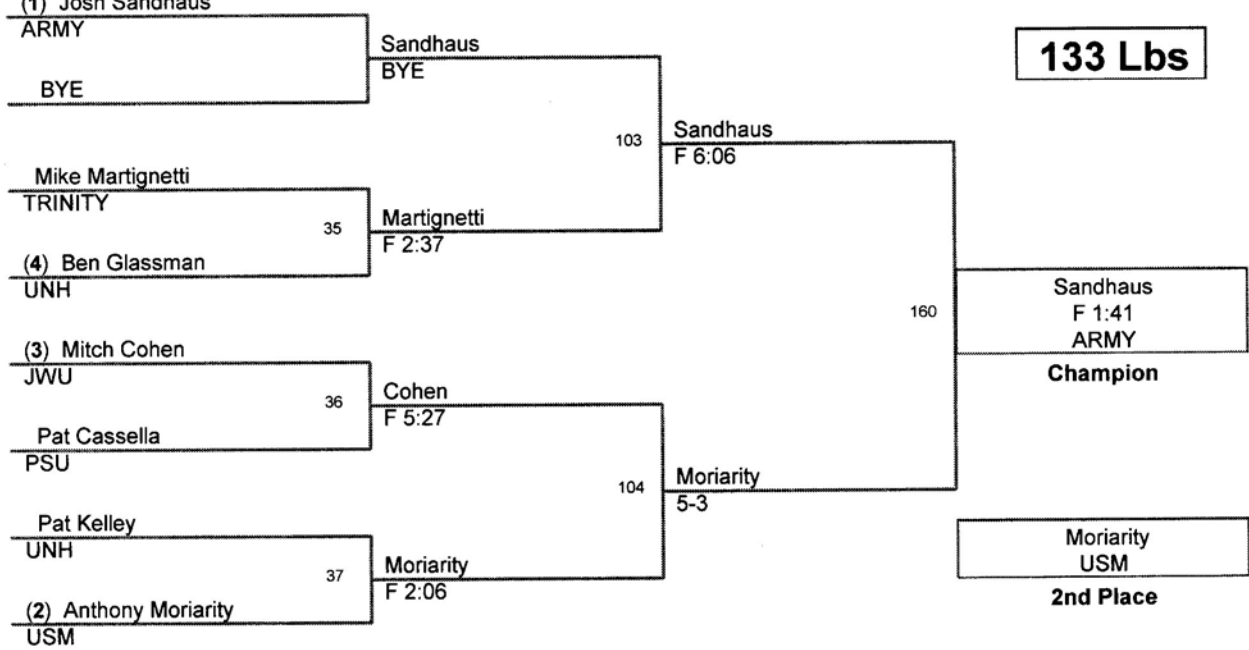 (1) Josh Sandhaus
ARMY
BYE
Sandhaus
BYE
133 Lbs
103
Sandhaus
F 6:06
Mike Martignetti
TRINITY
35
Martignetti
F 2:37
(4) Ben Glassman
UNH
160
Sandhaus
F 1:41
ARMY
Champion
(3) Mitch Cohen
JWU
36
Cohen
F 5:27
Pat Cassella
PSU
104
Moriarity
5-3
Pat Kelley
UNH
37
Moriarity
F 2:06
(2) Anthony Moriarity
USM
Moriarity
USM
2nd Place